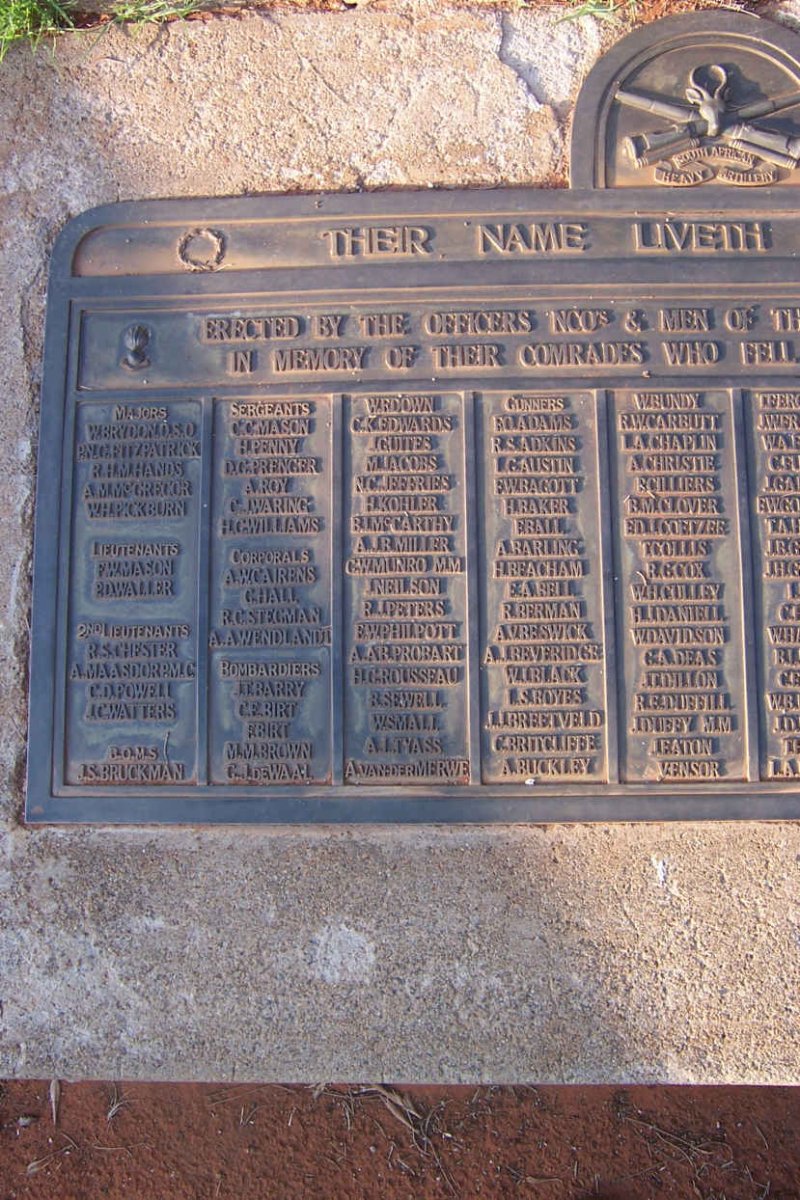 SOUTH AFRICAN
HEAVY ARTILLERY
THEIR NAME LIVETH
ERECTED BY THE OFFICERS NCO'S & MEN OF TH
IN MEMORY OF THEIR COMRADES WHO FELL
MAJORS
W.BRYDON.D.S.O
P.N.G.FITZPATRICK
R.H.M.HANDS
A.M.McGREGOR
W.H.PICKBURN
LIEUTENANTS
F.W.MASON
P.D.WALLER
2ND LIEUTENANTS
R.S.CHESTER
A.MAASDORP.M.C
C.D.POWELL
J.C.WATTERS
B.Q.M.S
J.S.BRUCKMAN
SERGEANTS
C.C.MASON
H.PENNY
D.G.PRENGER
A.ROY
C.J.WARING
H.G.WILLIAMS
CORPORALS
A.W.CAIRENS
C.HALL
R.C.STEGMAN
A.A.WENDLANDT
BOMBARDIERS
J.T.BARRY
C.E.BIRT
F.BIRT
M.M.BROWN
C.J.DEWAAL
W.P.DOWN
C.K.EDWARDS
J.GUITES
M.JACOBS
N.C.JEFFRIES
H.KOHLER
B.J.McCARTHY
A.J.R.MILLER
G.W.MUNRO M.M
J.NEILSON
R.J.PETERS
F.W.PHILPOTT
A.A.R.PROBART
H.G.ROUSSEAU
B.SEWELL
W.SMALL
A.L.TYASS
A.VAN-DER MERWE
GUNNERS
F.O.ADAMS
R.S.ADKINS
L.G.AUSTIN
F.W.BAGOTT
H.BAKER
F.BALL
A.BARLING
H.BEACHAM
E.A.BELL
R.BERMAN
A.V.BESWICK
A.J.BEVERIDGE
W.J.BLACK
L.S.BOYES
J.L.BREETVELD
C.BRITCLIFFE
A.BUCKLEY
W.BUNDY
R.W.CARBUTT
L.A.CHAPLIN
A.CHRISTIE
F.CILLIERS
B.M.CLOVER
F.D.J.COETZEE
T.COLLIS
R.G.COX
W.H.CULLEY
H.J.DANIELL
W.DAVIDSON
G.A.DEAS
J.T.DILLON
R.E.DUFFILL
J.DUFFY M.M
J.EATON
V.ENSOR